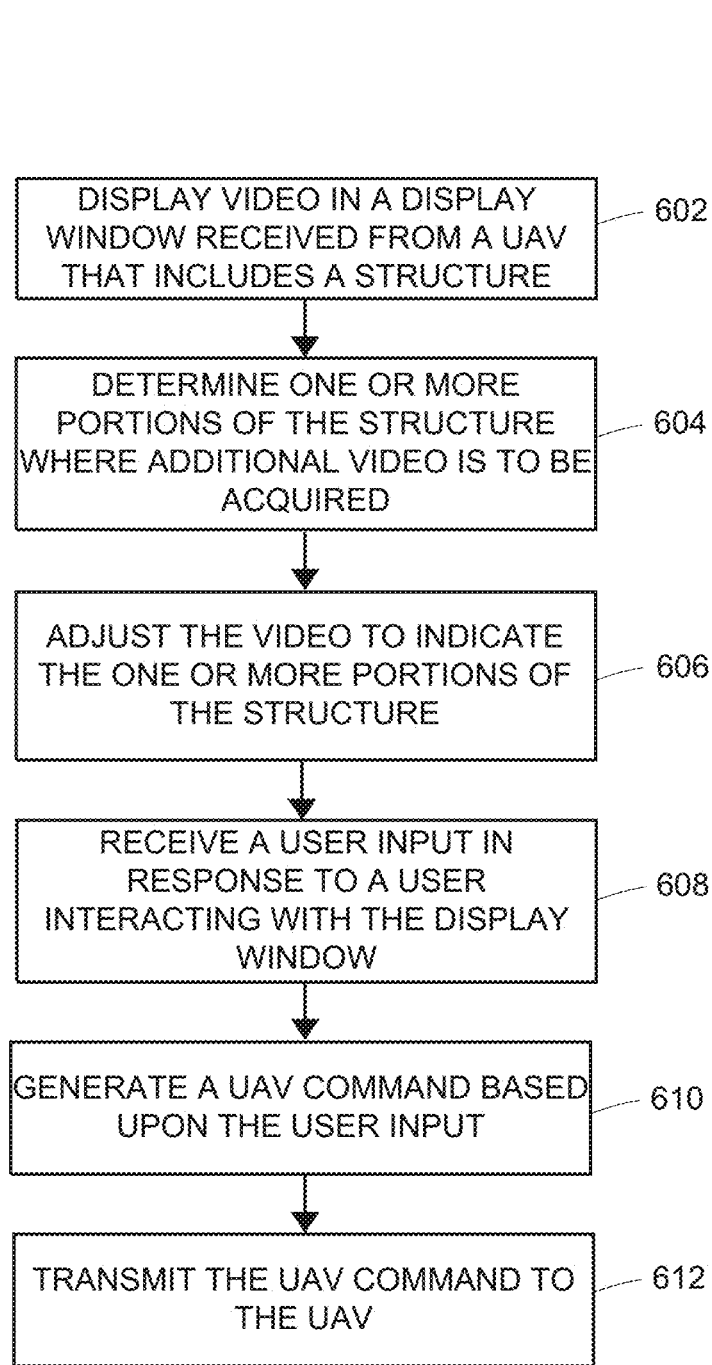 DISPLAY VIDEO IN A DISPLAY
WINDOW RECEIVED FROM A UAV
THAT INCLUDES A STRUCTURE
602
DETERMINE ONE OR MORE
PORTIONS OF THE STRUCTURE
WHERE ADDITIONAL VIDEO IS TO BE
ACQUIRED
604
ADJUST THE VIDEO TO INDICATE
THE ONE OR MORE PORTIONS OF
THE STRUCTURE
606
RECEIVE A USER INPUT IN
RESPONSE TO A USER
INTERACTING WITH THE DISPLAY
WINDOW
608
GENERATE A UAV COMMAND BASED
UPON THE USER INPUT
610
TRANSMIT THE UAV COMMAND TO
THE UAV
612